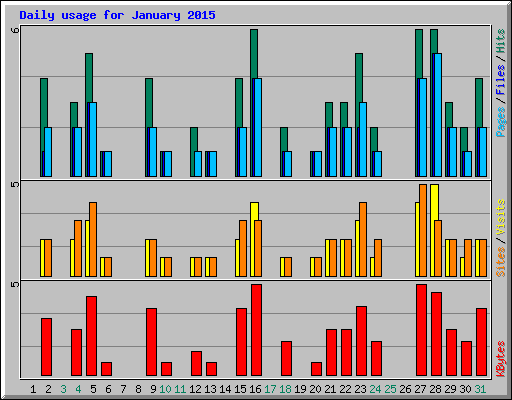 Daily usage for January 2015
6
Pages / Files / Hits
5
Sites / Visits
5
KBytes
1 2 3 4 5 6 7 8 9 10 11 12 13 14 15 16 17 18 19 20 21 22 23 24 25 26 27 28 29 30 31